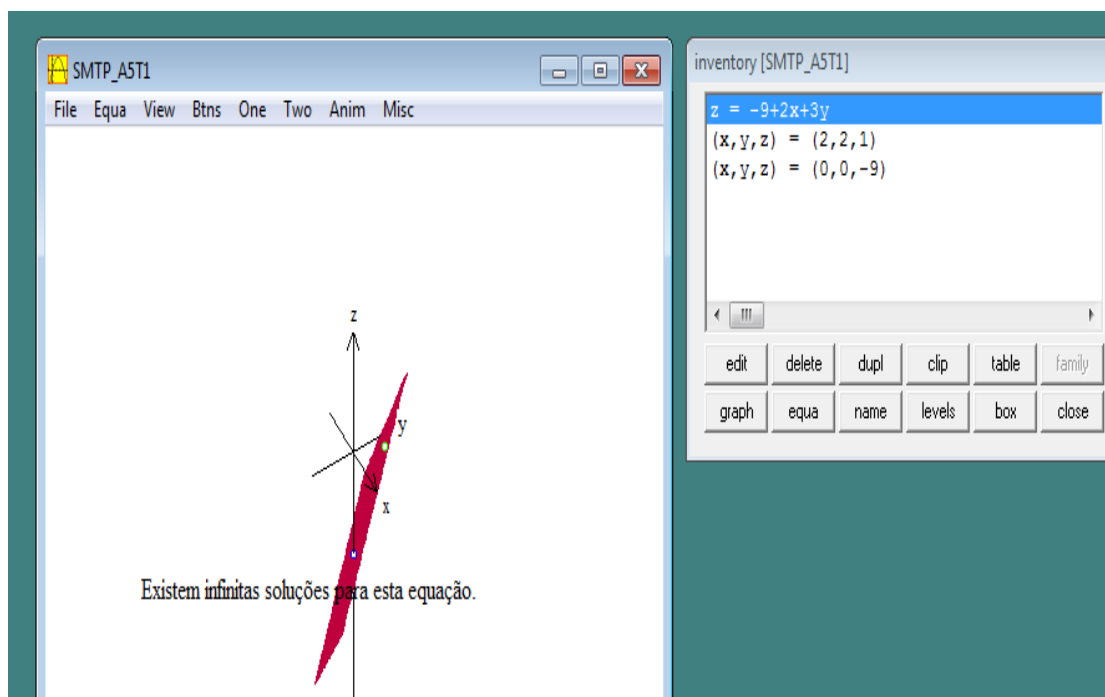 SMTP_A5T1
File Equa View Btns One Two Anim Misc
z
y
x
Existem infinitas soluções para esta equação.
inventory [SMTP_A5T1]
z = -9+2x+3y
(x,y,z) = (2,2,1)
(x,y,z) = (0,0,-9)
edit delete dupl clip table family
graph equa name levels box close